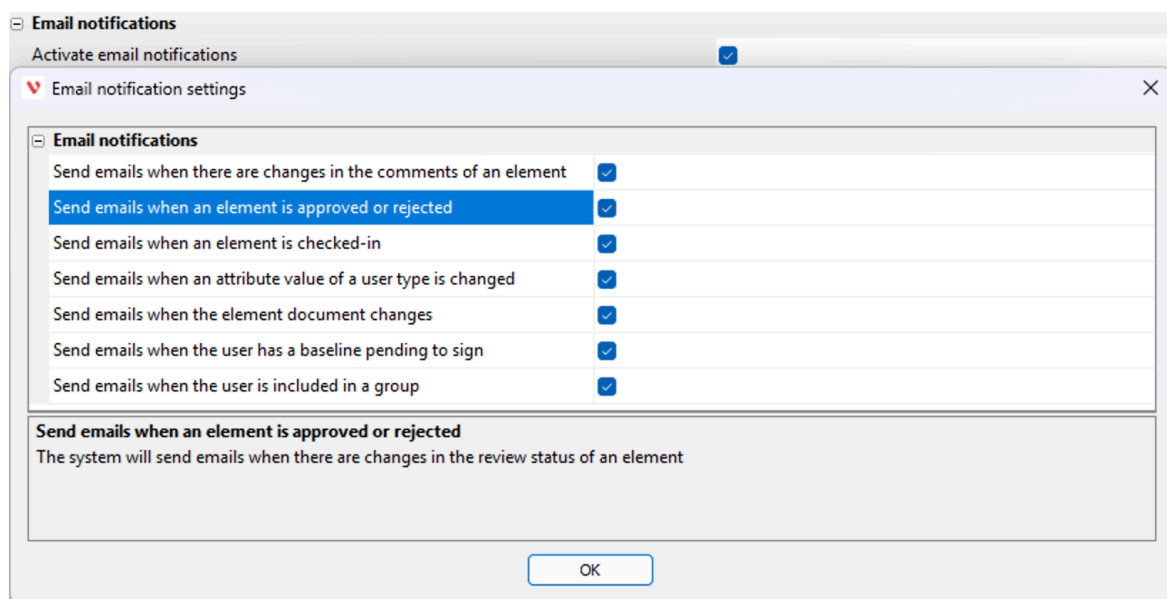 Email notifications
Activate email notifications
Email notification settings
Email notifications
Send emails when there are changes in the comments of an element
Send emails when an element is approved or rejected
Send emails when an element is checked-in
Send emails when an attribute value of a user type is changed
Send emails when the element document changes
Send emails when the user has a baseline pending to sign
Send emails when the user is included in a group
Send emails when an element is approved or rejected
The system will send emails when there are changes in the review status of an element
OK